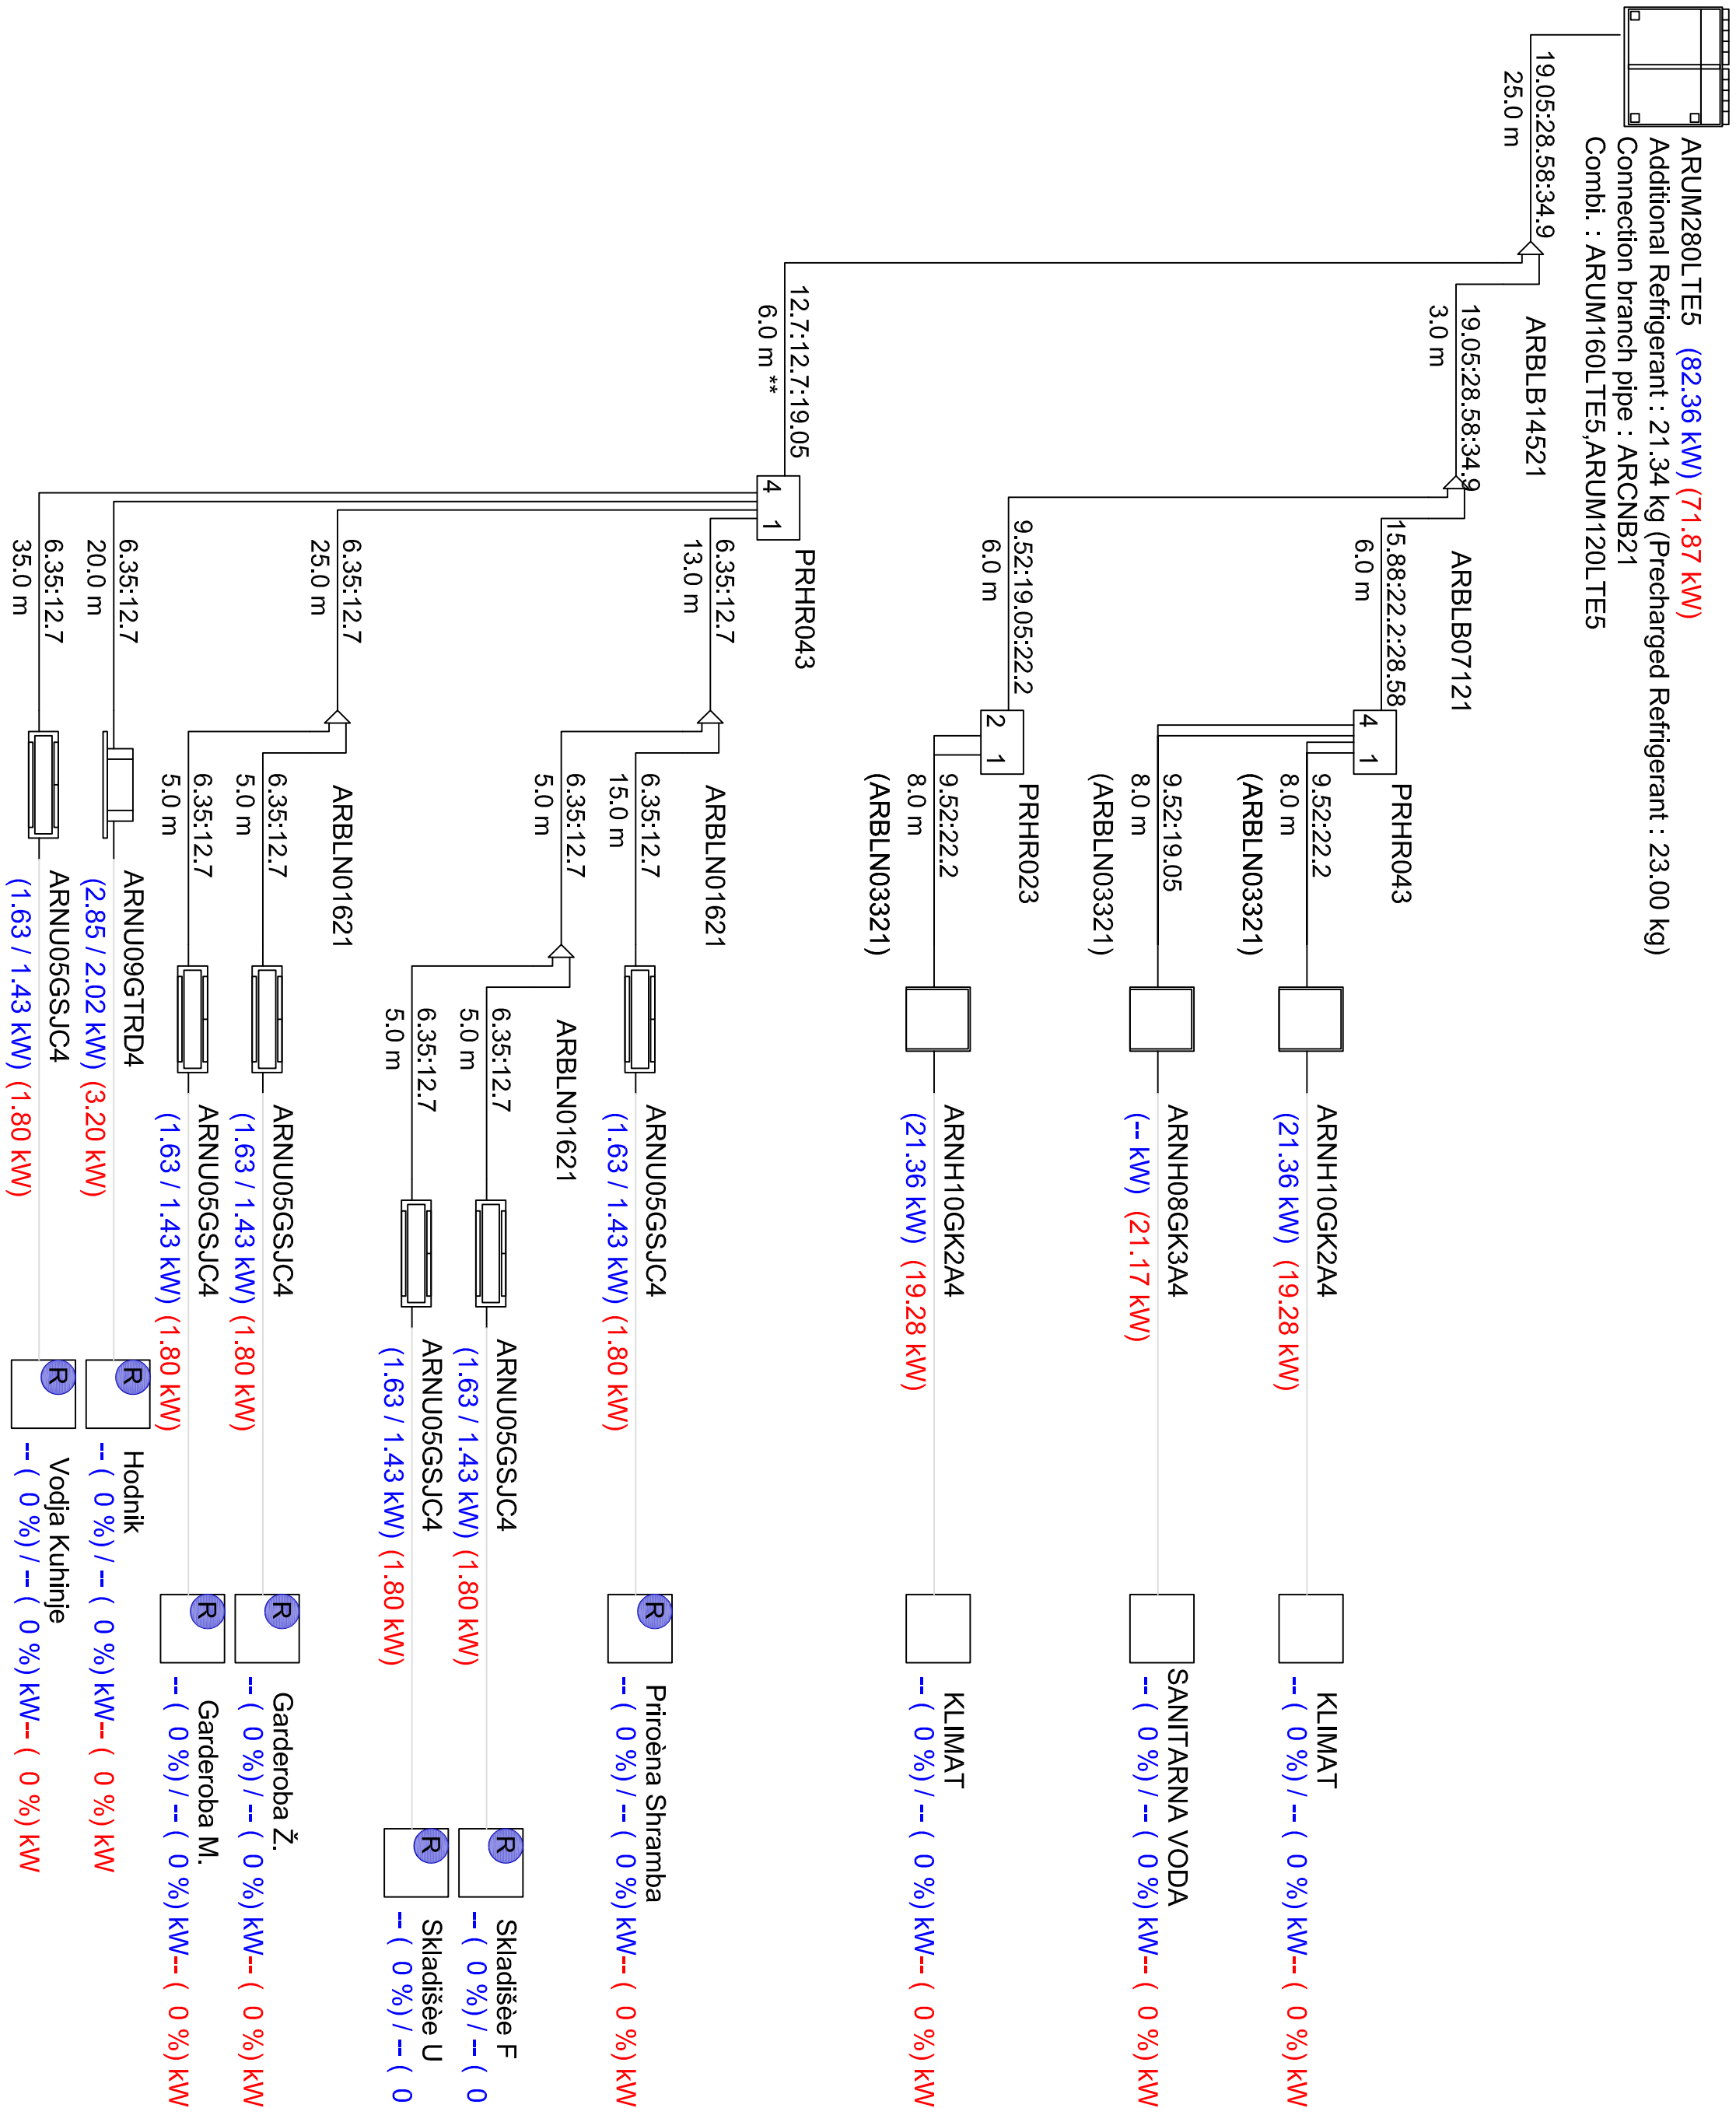 ARUM280LTE5 (82.36 kW) (71.87 kW)
Additional Refrigerant : 21.34 kg (Precharged Refrigerant : 23.00 kg)
Connection branch pipe : ARCNB21
Combi. : ARUM160LTE5,ARUM120LTE5
19.05:28.58:34.9
25.0 m
ARBLB14521
19.05:28.58:34.9
3.0 m
ARBLB07121
15.88:22.2:28.58
6.0 m
PRHR043
4 1
9.52:22.2
8.0 m
(ARBLN03321)
ARNH10GK2A4
(21.36 kW) (19.28 kW)
KLIMAT
-- ( 0 %) / -- ( 0 %) kW-- ( 0 %) kW
9.52:19.05
8.0 m
(ARBLN03321)
ARNH08GK3A4
(-- kW) (21.17 kW)
SANITARNA VODA
-- ( 0 %) / -- ( 0 %) kW-- ( 0 %) kW
9.52:19.05:22.2
6.0 m
PRHR023
2 1
9.52:22.2
8.0 m
(ARBLN03321)
ARNH10GK2A4
(21.36 kW) (19.28 kW)
KLIMAT
-- ( 0 %) / -- ( 0 %) kW-- ( 0 %) kW
12.7:12.7:19.05
6.0 m **
PRHR043
4 1
6.35:12.7
13.0 m
ARBLN01621
6.35:12.7
15.0 m
ARNU05GSJC4
(1.63 / 1.43 kW) (1.80 kW)
R
Priroèna Shramba
-- ( 0 %) / -- ( 0 %) kW-- ( 0 %) kW
6.35:12.7
5.0 m
ARBLN01621
6.35:12.7
5.0 m
ARNU05GSJC4
(1.63 / 1.43 kW) (1.80 kW)
R
Skladišèe F
-- ( 0 %) / -- ( 0
6.35:12.7
5.0 m
ARNU05GSJC4
(1.63 / 1.43 kW) (1.80 kW)
R
Skladišèe U
-- ( 0 %) / -- ( 0
6.35:12.7
25.0 m
ARBLN01621
6.35:12.7
5.0 m
ARNU05GSJC4
(1.63 / 1.43 kW) (1.80 kW)
R
Garderoba Ž.
-- ( 0 %) / -- ( 0 %) kW-- ( 0 %) kW
6.35:12.7
5.0 m
ARNU05GSJC4
(1.63 / 1.43 kW) (1.80 kW)
R
Garderoba M.
-- ( 0 %) / -- ( 0 %) kW-- ( 0 %) kW
6.35:12.7
20.0 m
ARNU09GTRD4
(2.85 / 2.02 kW) (3.20 kW)
R
Hodnik
-- ( 0 %) / -- ( 0 %) kW-- ( 0 %) kW
6.35:12.7
35.0 m
ARNU05GSJC4
(1.63 / 1.43 kW) (1.80 kW)
R
Vodja Kuhinje
-- ( 0 %) / -- ( 0 %) kW-- ( 0 %) kW